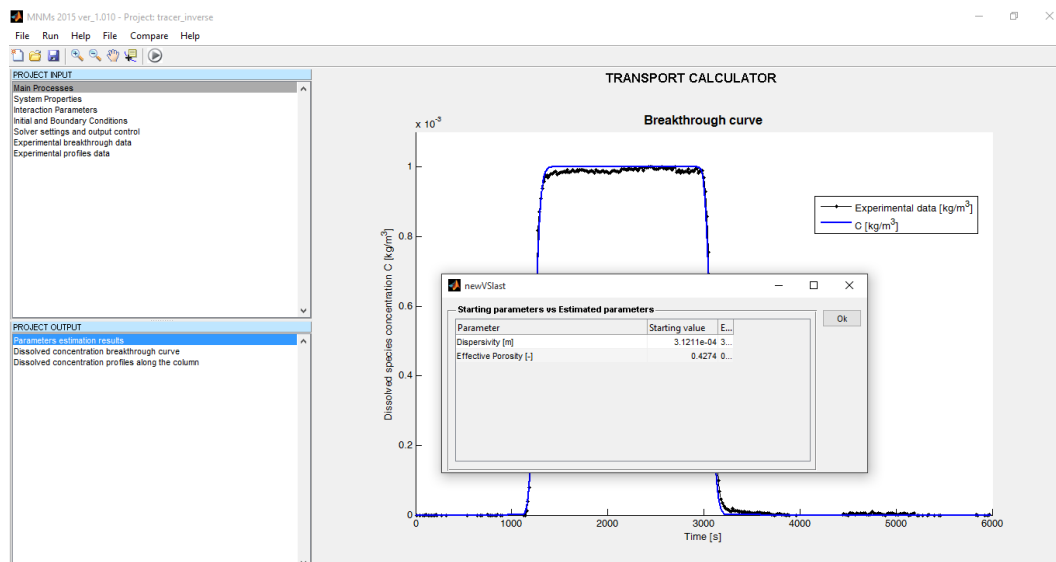 MNMs 2015 ver_1.010 - Project: tracer_inverse
File Run Help File Compare Help
PROJECT INPUT
Main Processes
System Properties
Interaction Parameters
Initial and Boundary Conditions
Solver settings and output control
Experimental breakthrough data
Experimental profiles data
PROJECT OUTPUT
Parameters estimation results
Dissolved concentration breakthrough curve
Dissolved concentration profiles along the column
TRANSPORT CALCULATOR
Breakthrough curve
x 10⁻³
1
0.8
0.6
0.4
0.2
0
Dissolved species concentration C [kg/m³]
Experimental data [kg/m³]
C [kg/m³]
newVSlast
Starting parameters vs Estimated parameters
Parameter Starting value E...
Dispersivity [m] 3.1211e-04 3...
Effective Porosity [-] 0.4274 0...
Ok
0 1000 2000 3000 4000 5000 6000
Time [s]